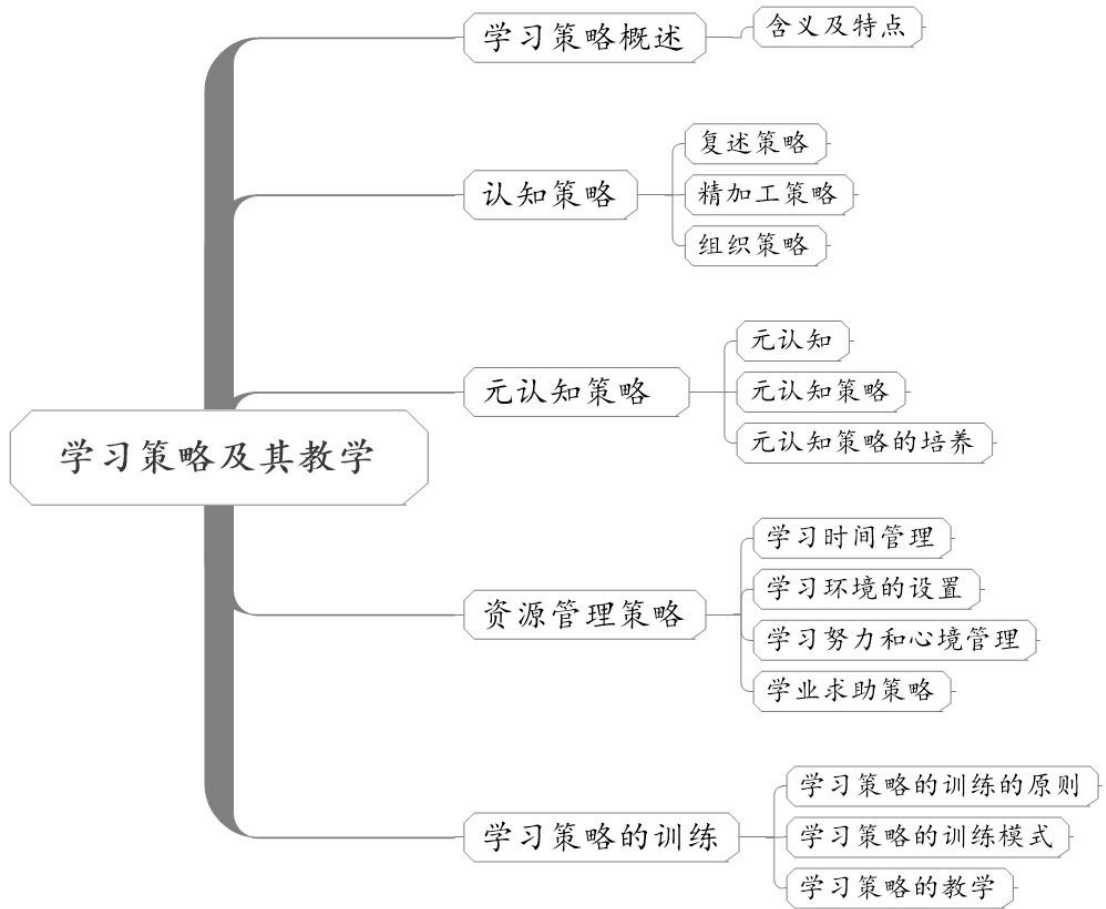 学习策略及其教学
学习策略概述
含义及特点
认知策略
复述策略
精加工策略
组织策略
元认知策略
元认知
元认知策略
元认知策略的培养
资源管理策略
学习时间管理
学习环境的设置
学习努力和心境管理
学业求助策略
学习策略的训练
学习策略的训练的原则
学习策略的训练模式
学习策略的教学